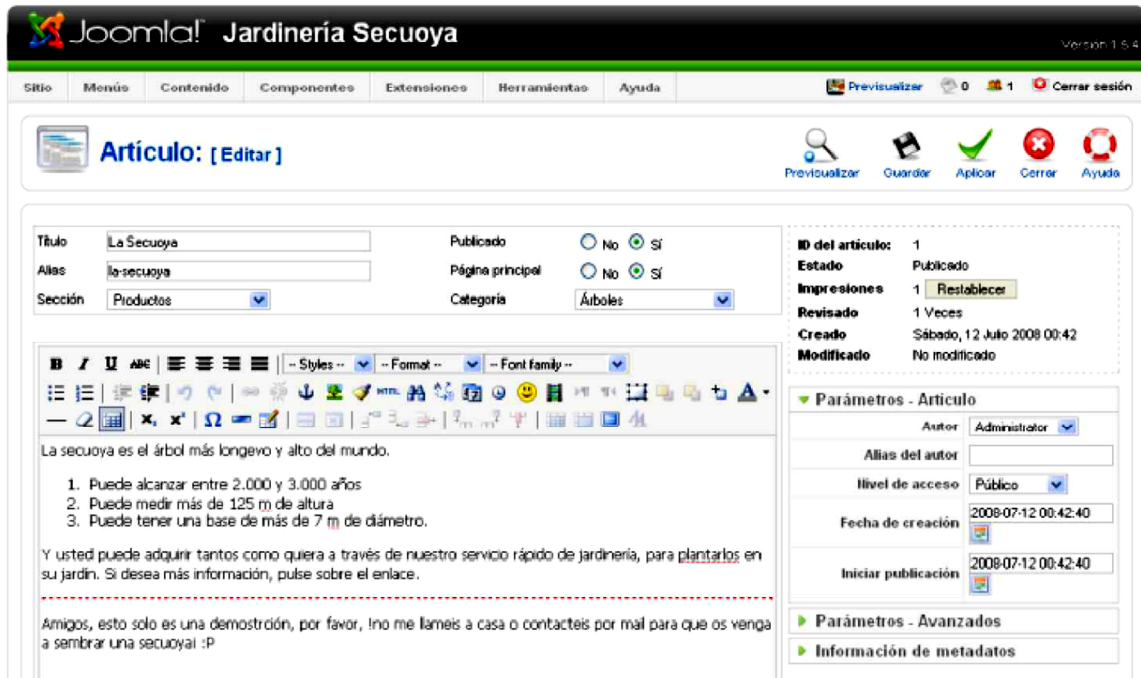 Joomla! Jardinería Secuoya
Versión 1.5.4
Sitio Menús Contenido Componentes Extensiones Herramientas Ayuda Previsualizar 0 1 Cerrar sesión
Artículo: [ Editar ]
Previsualizar Guardar Aplicar Cerrar Ayuda
Título La Secuoya Publicado No Sí
Alias la-secuoya Página principal No Sí
Sección Productos Categoría Árboles
ID del artículo: 1
Estado Publicado
Impresiones 1 Restablecer
Revisado 1 Veces
Creado Sábado, 12 Julio 2008 00:42
Modificado No modificado
B I U ABC -- Styles -- -- Format -- -- Font family --
HTML A
x, x' Ω
La secuoya es el árbol más longevo y alto del mundo.
1. Puede alcanzar entre 2.000 y 3.000 años
2. Puede medir más de 125 m de altura
3. Puede tener una base de más de 7 m de diámetro.
Y usted puede adquirir tantos como quiera a través de nuestro servicio rápido de jardinería, para plantarlos en
su jardín. Si desea más información, pulse sobre el enlace.
Amigos, esto solo es una demostrción, por favor, !no me llameis a casa o contacteis por mail para que os venga
a sembrar una secuoya¡ :P
Parámetros - Artículo
Autor Administrator
Alias del autor
Nivel de acceso Público
Fecha de creación 2008-07-12 00:42:40
Iniciar publicación 2008-07-12 00:42:40
Parámetros - Avanzados
Información de metadatos